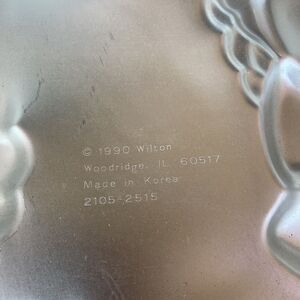 © 1990 Wilton
Woodridge, IL 60517
Made in Korea
2105-2515